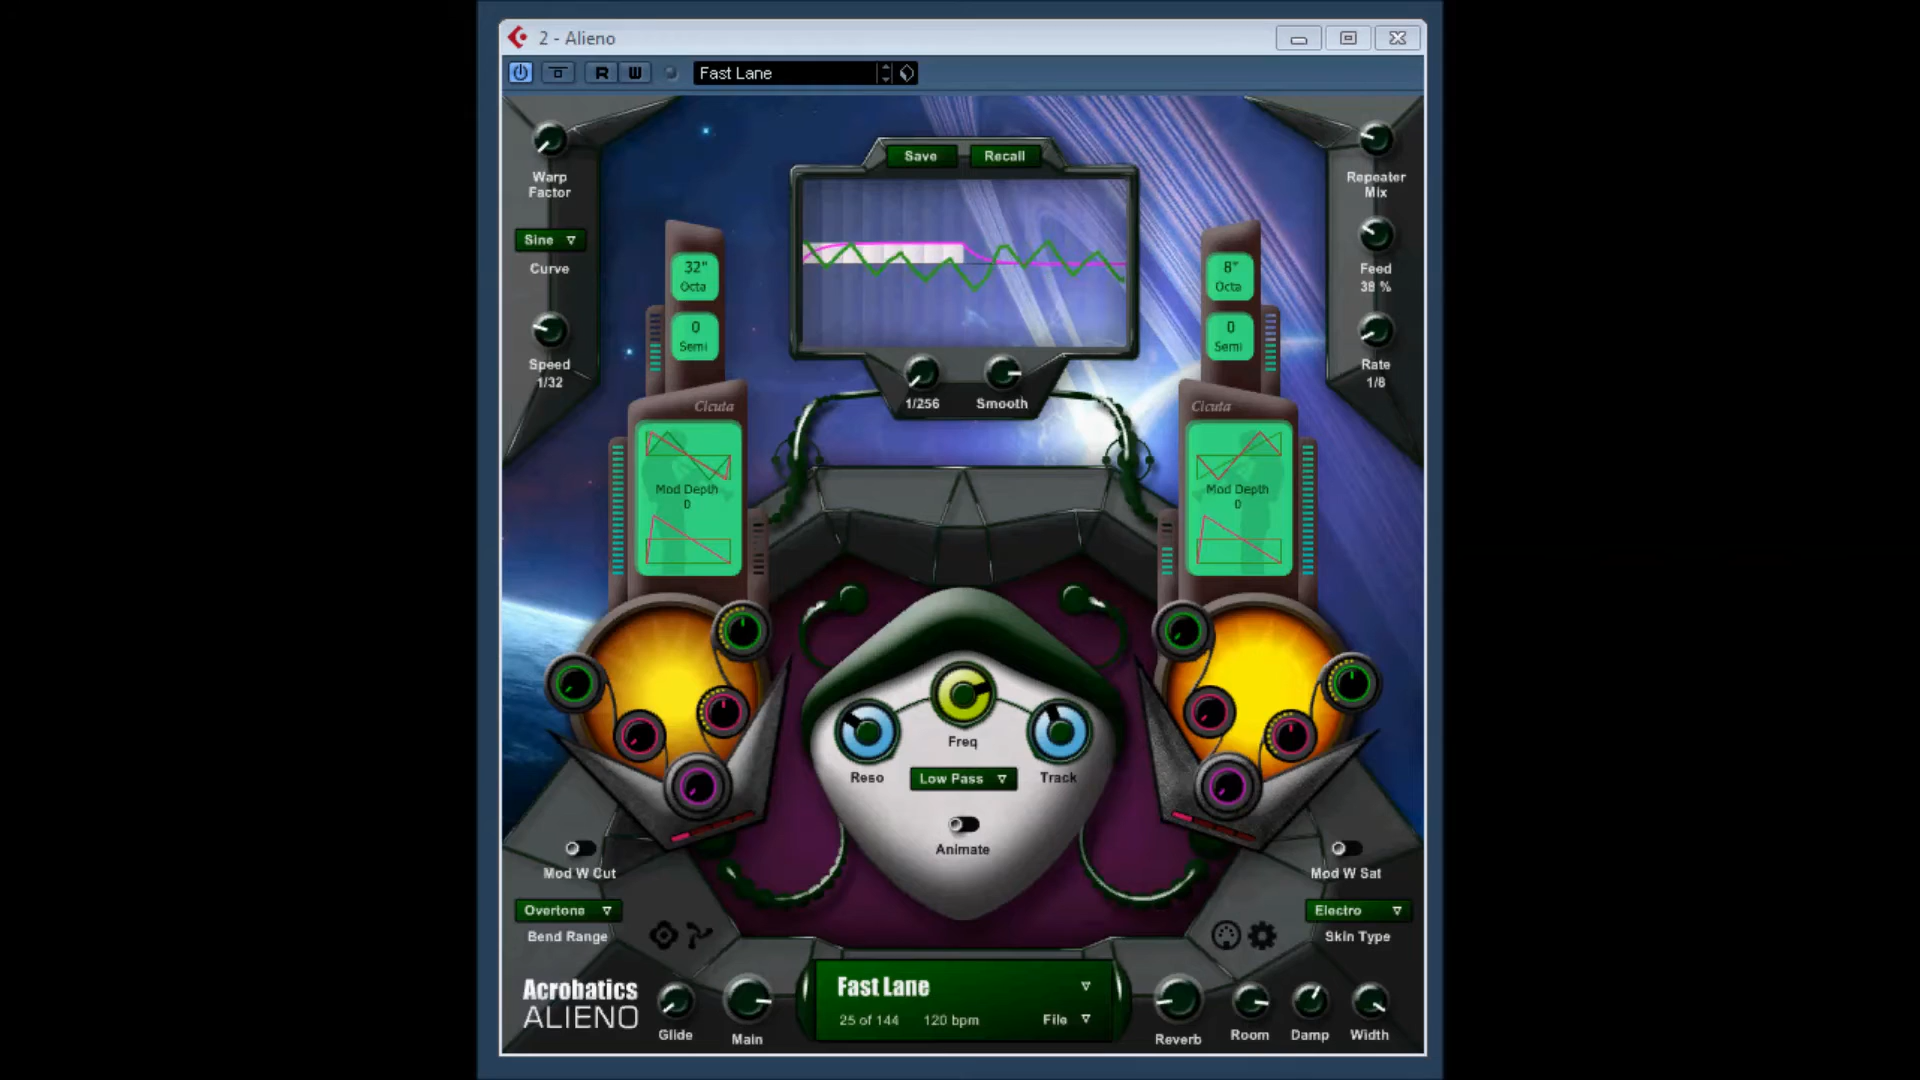 2 - Alieno
R W Fast Lane
Save Recall
Warp
Factor
Sine
Curve
Speed
1/32
Repeater
Mix
Feed
38 %
Rate
1/8
32"
Octa
0
Semi
8"
Octa
0
Semi
1/256 Smooth
Cicuta
Mod Depth
0
Cicuta
Mod Depth
0
Freq
Reso Low Pass Track
Animate
Mod W Cut
Overtone
Bend Range
Mod W Sat
Electro
Skin Type
Acrobatics
ALIENO
Glide
Main
Fast Lane
25 of 144 120 bpm File
Reverb
Room
Damp
Width